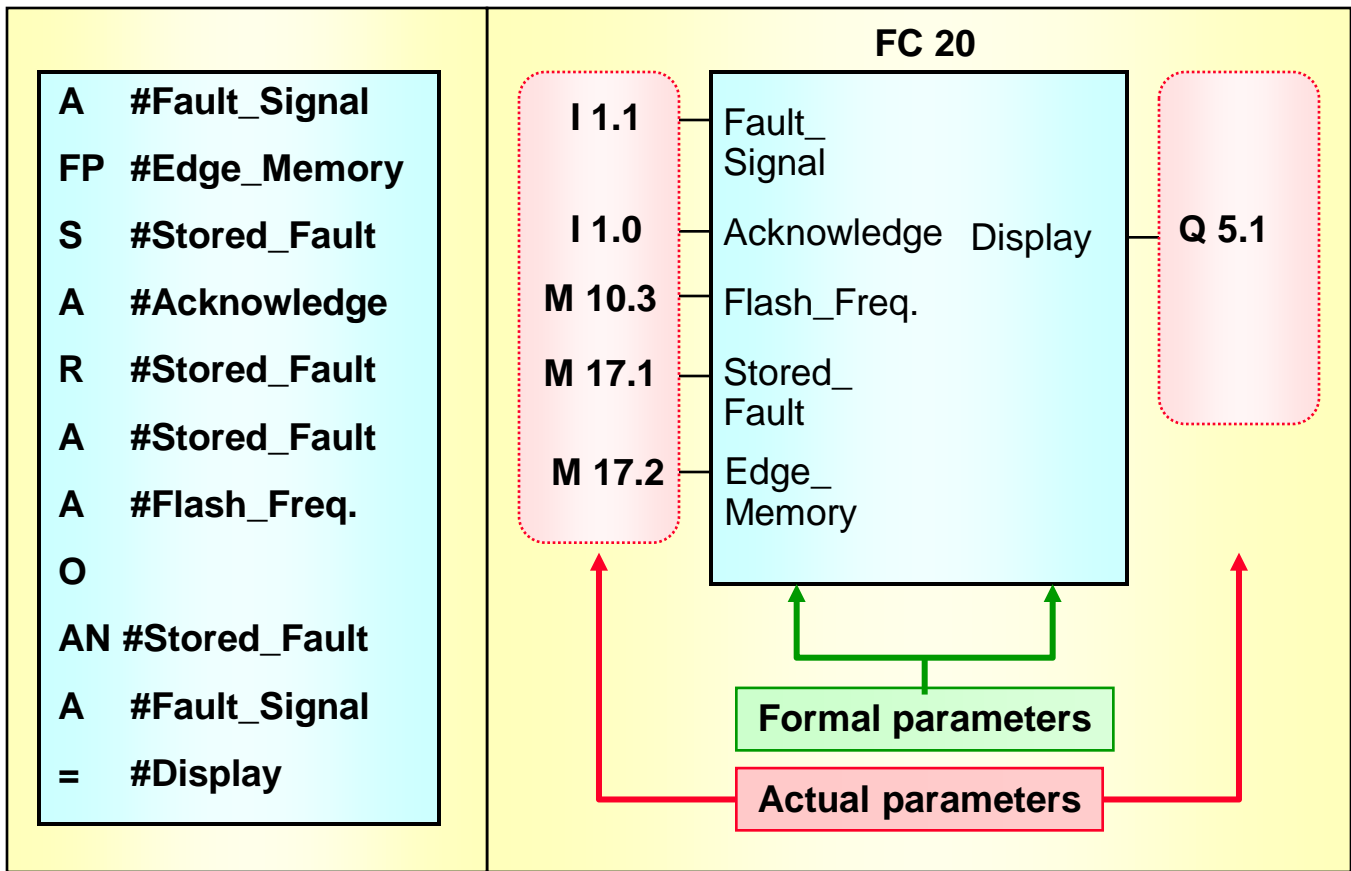 A #Fault_Signal
FP #Edge_Memory
S #Stored_Fault
A #Acknowledge
R #Stored_Fault
A #Stored_Fault
A #Flash_Freq.
O
AN #Stored_Fault
A #Fault_Signal
= #Display
FC 20
I 1.1
Fault_
Signal
I 1.0
Acknowledge
Display
Q 5.1
M 10.3
Flash_Freq.
M 17.1
Stored_
Fault
M 17.2
Edge_
Memory
Formal parameters
Actual parameters